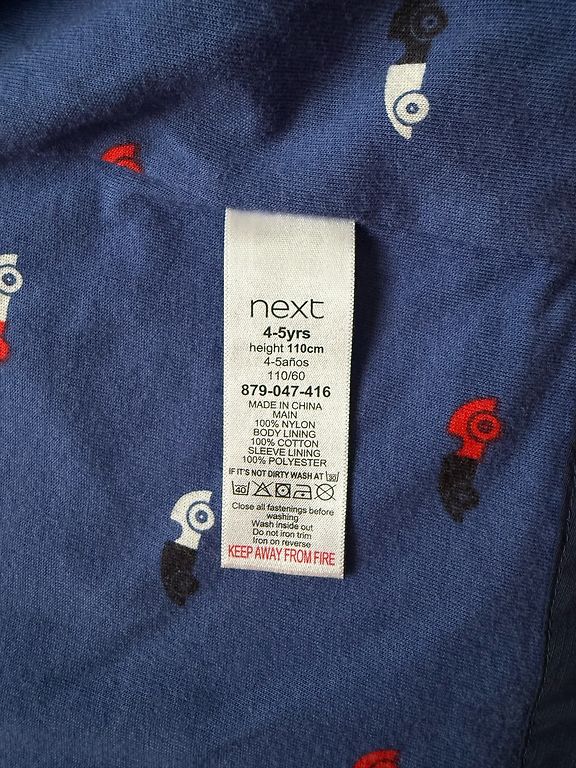 next
4-5yrs
height 110cm
4-5años
110/60
879-047-416
MADE IN CHINA
MAIN
100% NYLON
BODY LINING
100% COTTON
SLEEVE LINING
100% POLYESTER
IF IT'S NOT DIRTY WASH AT 30
40
Close all fastenings before
washing
Wash inside out
Do not iron trim
Iron on reverse
KEEP AWAY FROM FIRE